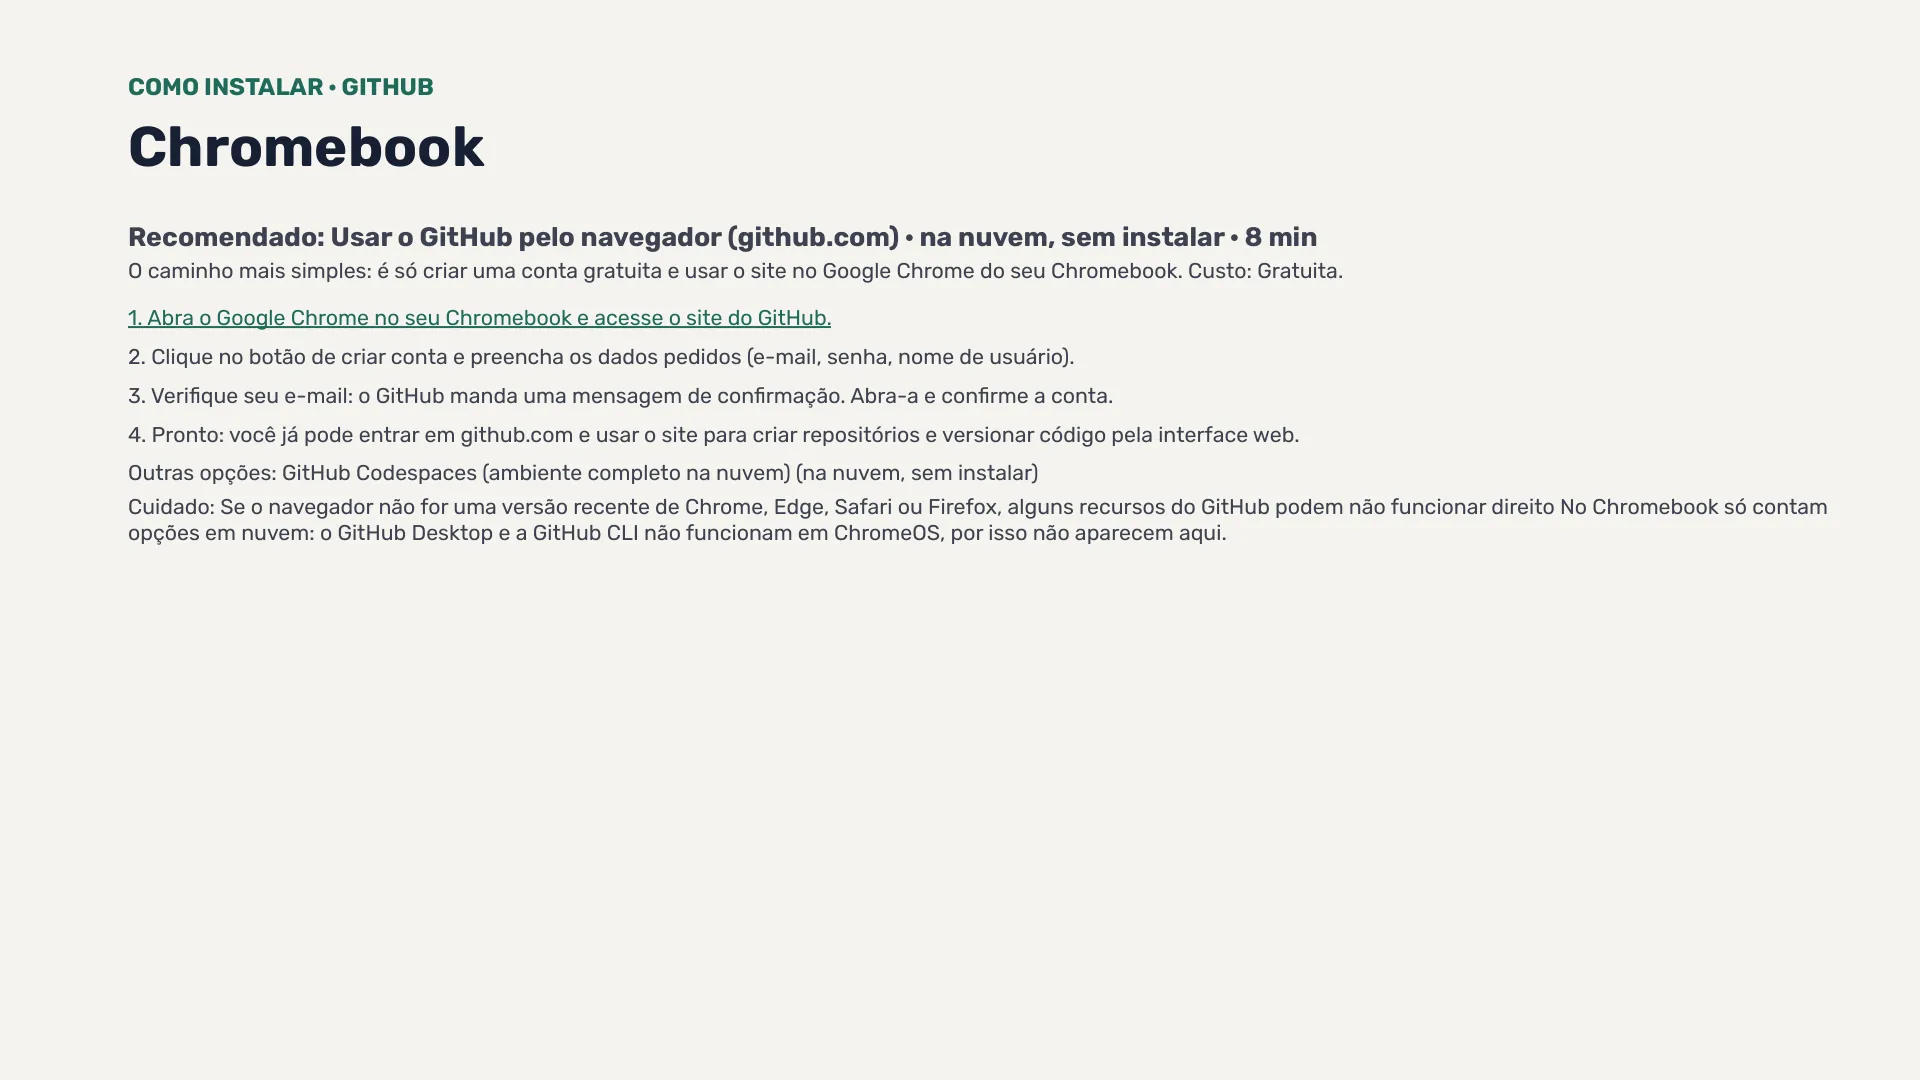 COMO INSTALAR • GITHUB
Chromebook
Recomendado: Usar o GitHub pelo navegador (github.com) • na nuvem, sem instalar • 8 min
O caminho mais simples: é só criar uma conta gratuita e usar o site no Google Chrome do seu Chromebook. Custo: Gratuita.
1. Abra o Google Chrome no seu Chromebook e acesse o site do GitHub.
2. Clique no botão de criar conta e preencha os dados pedidos (e-mail, senha, nome de usuário).
3. Verifique seu e-mail: o GitHub manda uma mensagem de confirmação. Abra-a e confirme a conta.
4. Pronto: você já pode entrar em github.com e usar o site para criar repositórios e versionar código pela interface web.
Outras opções: GitHub Codespaces (ambiente completo na nuvem) (na nuvem, sem instalar)
Cuidado: Se o navegador não for uma versão recente de Chrome, Edge, Safari ou Firefox, alguns recursos do GitHub podem não funcionar direito No Chromebook só contam
opções em nuvem: o GitHub Desktop e a GitHub CLI não funcionam em ChromeOS, por isso não aparecem aqui.